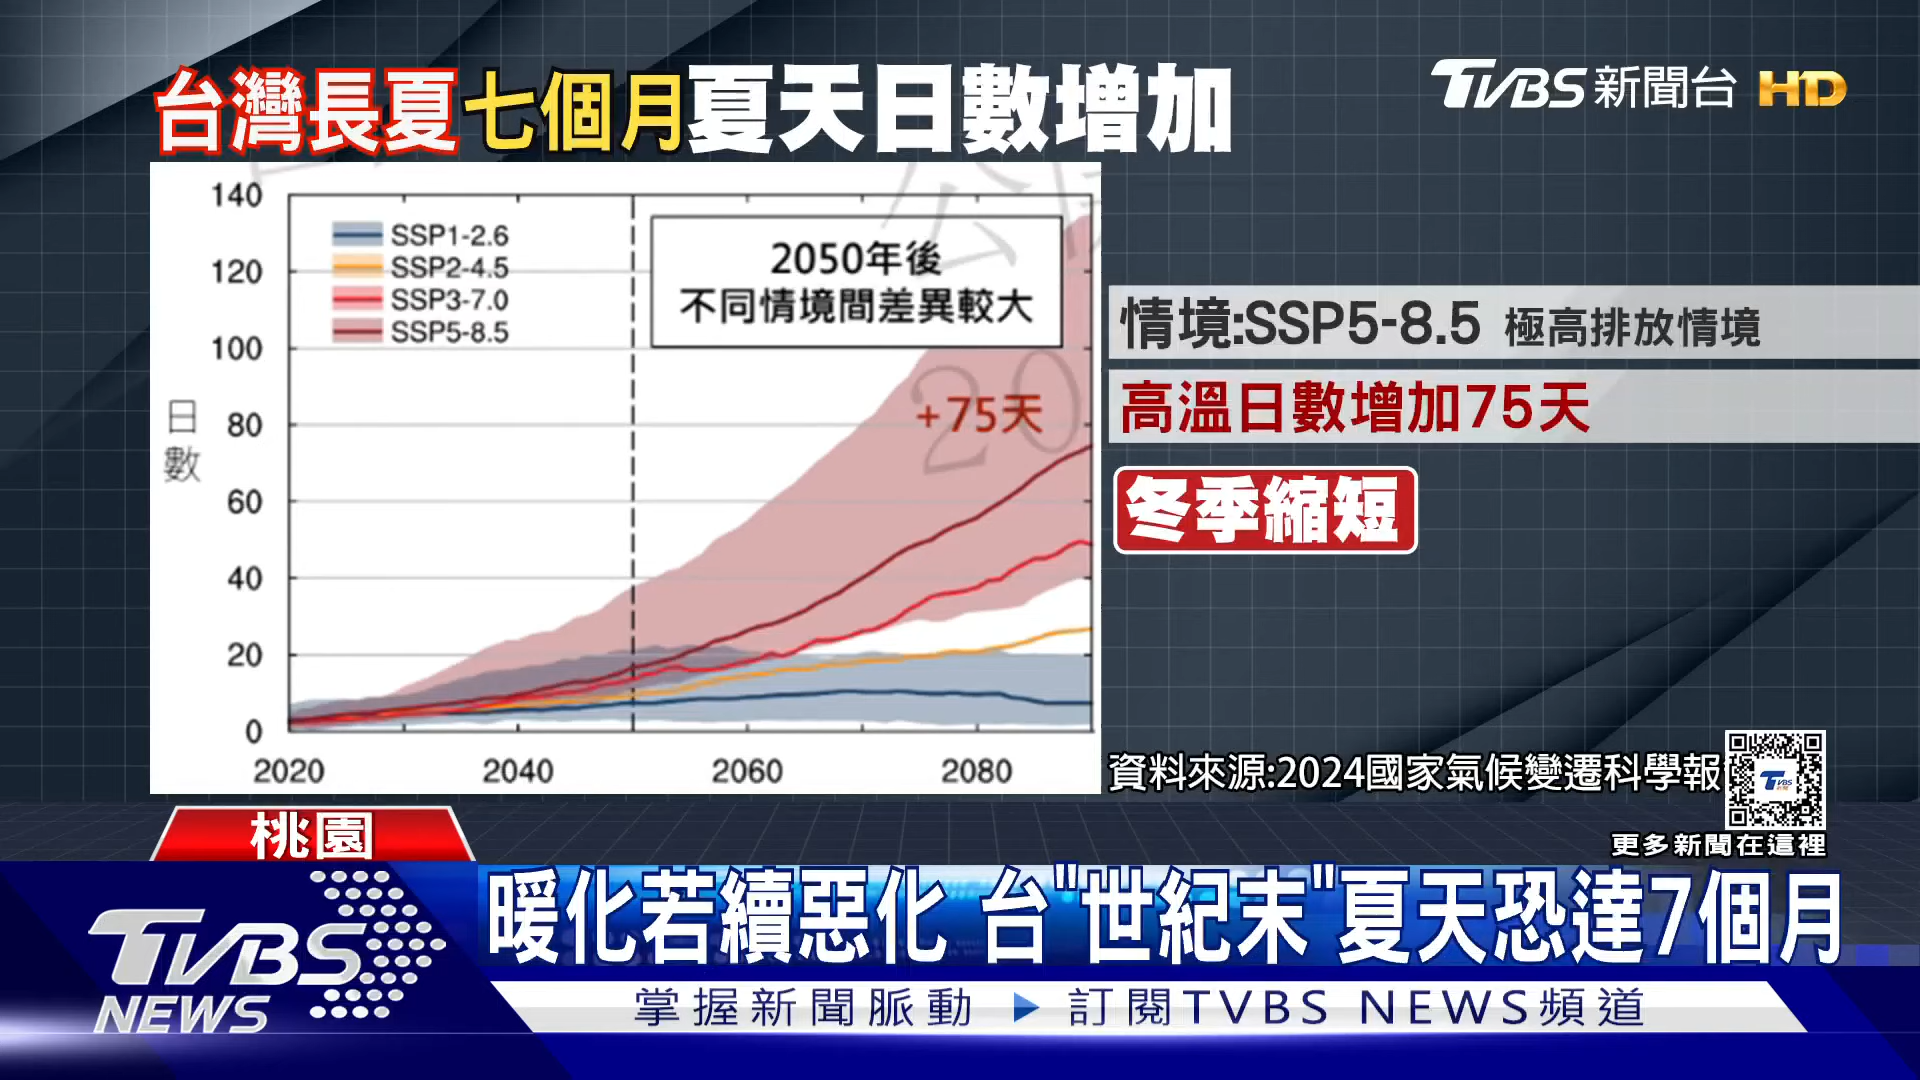 台灣長夏七個月夏天日數增加
TVBS新聞台 HD
140
120
100
80
60
40
20
0
日數
2020
2040
2060
2080
SSP1-2.6
SSP2-4.5
SSP3-7.0
SSP5-8.5
2050年後
不同情境間差異較大
+75天
情境:SSP5-8.5 極高排放情境
高溫日數增加75天
冬季縮短
資料來源:2024國家氣候變遷科學報
更多新聞在這裡
桃園
暖化若續惡化 台"世紀末"夏天恐達7個月
TVBS
NEWS
掌握新聞脈動 ▶ 訂閱TVBS NEWS頻道